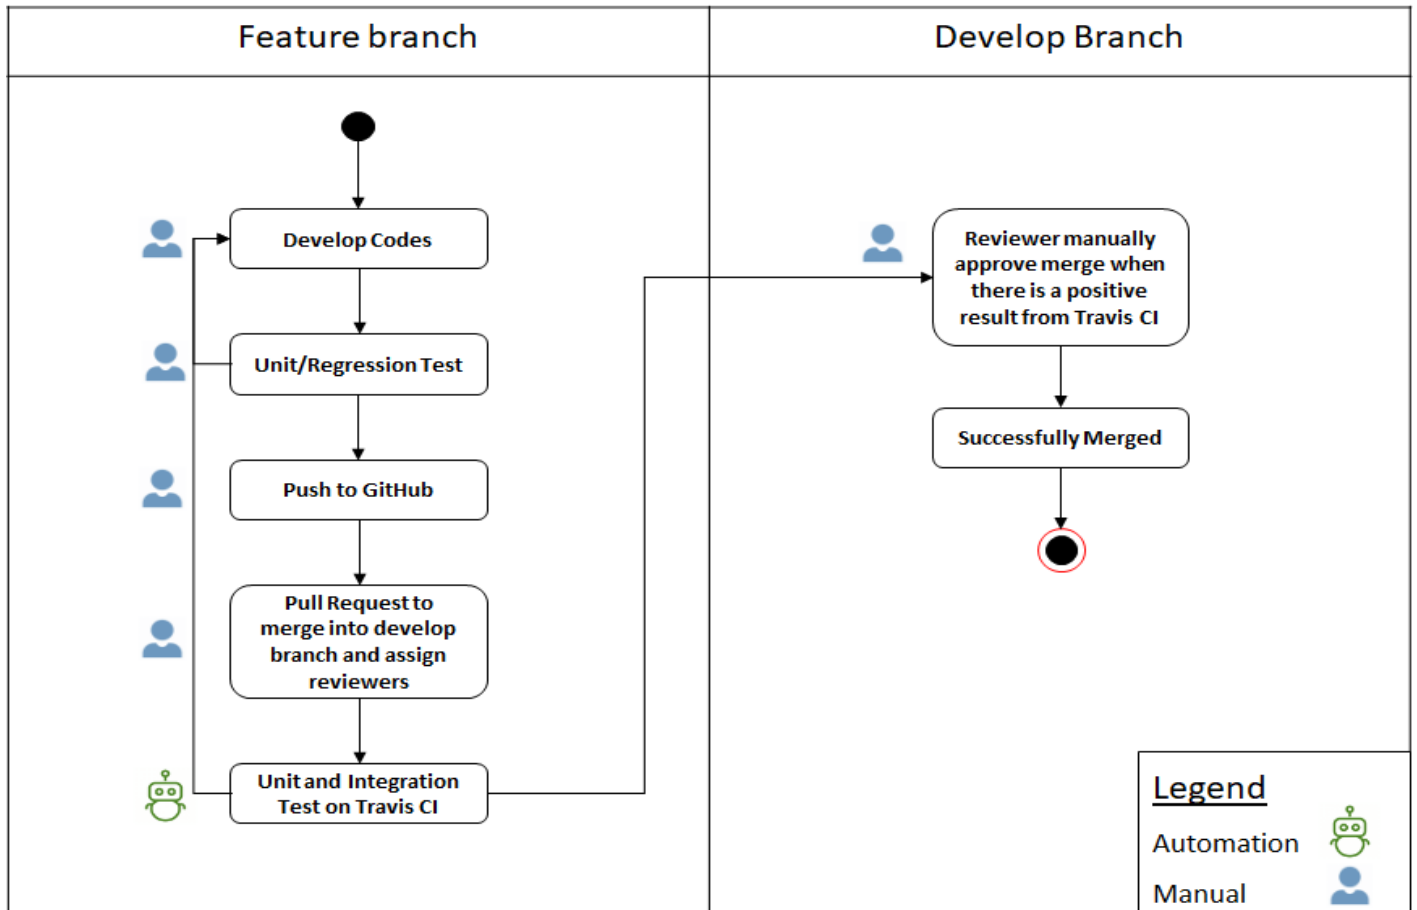 Feature branch
Develop Branch
Develop Codes
Unit/Regression Test
Push to GitHub
Pull Request to
merge into develop
branch and assign
reviewers
Unit and Integration
Test on Travis CI
Reviewer manually
approve merge when
there is a positive
result from Travis CI
Successfully Merged
Legend
Automation
Manual